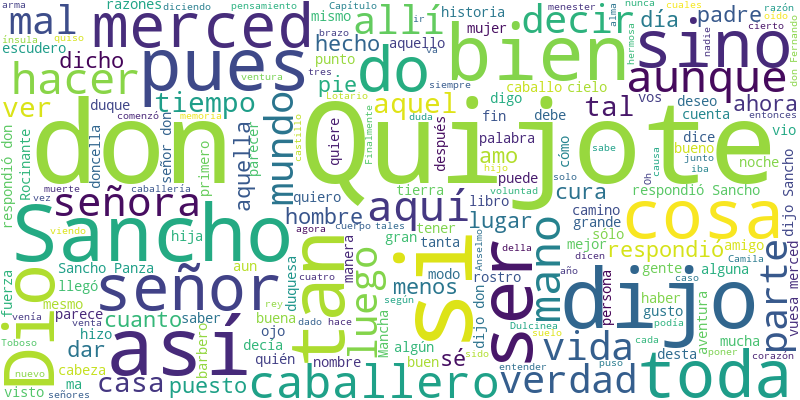 don Quijote
Sancho
dijo
así
señor
si
bien
sino
pues
merced
hacer
mal
do
tan
ser
cosa
toda
Dio
caballero
verdad
vida
aquí
señora
mundo
allí
decir
aunque
parte
mano
luego
casa
tiempo
aquel
tal
día
padre
ahora
ver
dicho
razones
escudero
hombre
lugar
cura
respondió
menos
puesto
cuanto
dar
pie
hecho
mismo
aquello
historia
mujer
punto
caballo
cielo
digo
vos
deseo
cuenta
vio
amo
fin
debe
palabra
después
puede
quiere
quiero
tierra
libro
cómo
dice
bueno
noche
respondió Sancho
dijo Sancho
vuesa merced
respondió don
señor don
dijo don
Sancho Panza
Rocinante
duque
doncella
primero
aquella
parecer
hija
aun
saber
mesmo
llegó
parece
hizo
decía
quién
ojo
buena
nombre
barbero
duquesa
manera
Mancha
algún
buen
sé
modo
rostro
gran
tener
tanta
camino
grande
sólo
mejor
amigo
gente
alguna
haber
gusto
persona
aventura
mucha
desta
fuerza
visto
cabeza
ma
arma
ínsula
diciendo
pensamiento
Capítulo
quiso
brazo
ir
va
menester
nunca
cuales
razón
oído
don Fernando
cierto
alma
hermosa
nadie
entonces
tres
Lotario
siempre
ventura
comenzó
memoria
castillo
Finalmente
duda
sabe
causa
junto
iba
Oh
hijo
voluntad
solo
muerte
caballería
vez
viendo
cuerpo
tales
agora
cuatro
rey
dado
hace
según
sido
Anselmo
della
dicen
año
caso
Camila
Dulcinea
suelo
podía
cada
poner
corazón
entender
puso
venía
venta
Toboso
nuevo
señores